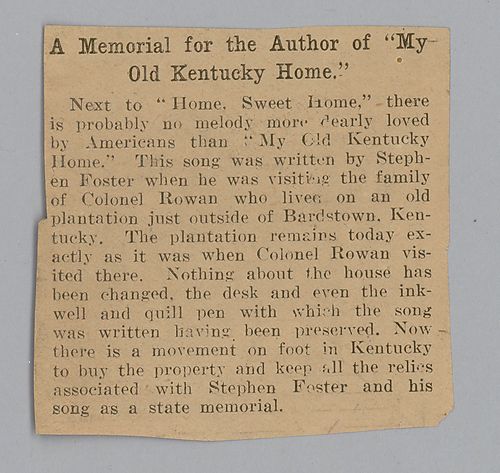 A Memorial for the Author of "My
Old Kentucky Home."
Next to "Home, Sweet Home," there
is probably no melody more dearly loved
by Americans than "My Old Kentucky
Home." This song was written by Steph-
en Foster when he was visiting the family
of Colonel Rowan who lived on an old
plantation just outside of Bardstown, Ken-
tucky. The plantation remains today ex-
actly as it was when Colonel Rowan vis-
ited there. Nothing about the house has
been changed, the desk and even the ink-
well and quill pen with which the song
was written having been preserved. Now
there is a movement on foot in Kentucky
to buy the property and keep all the relics
associated with Stephen Foster and his
song as a state memorial.